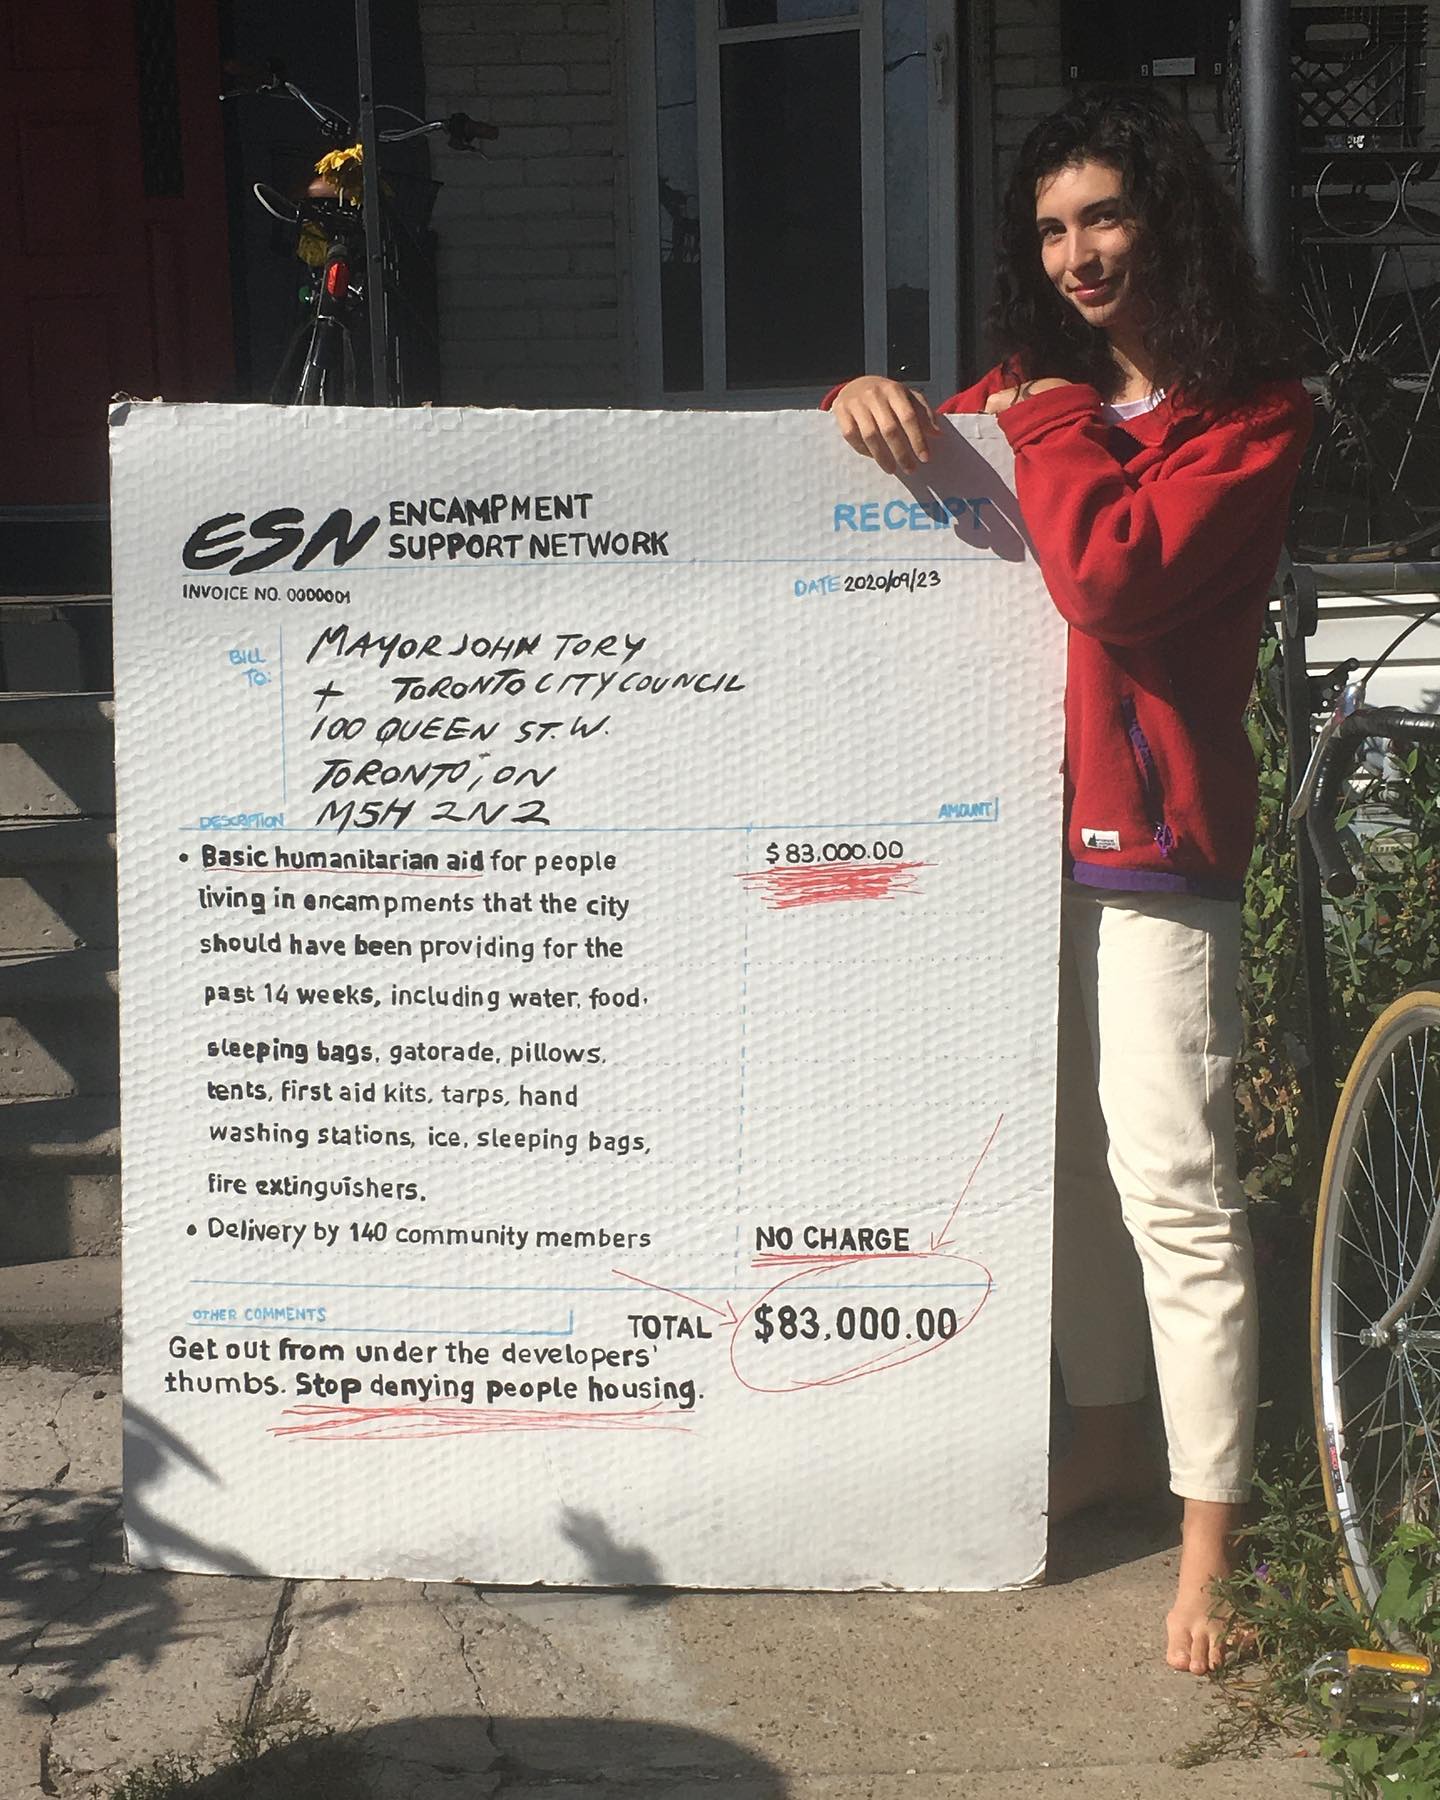 ESN ENCAMPMENT
SUPPORT NETWORK
RECEIPT
INVOICE NO. 0000001
DATE 2020/09/23
BILL
TO:
MAYOR JOHN TORY
+ TORONTO CITY COUNCIL
100 QUEEN ST. W.
TORONTO, ON
M5H 2N2
DESCRIPTION
AMOUNT
• Basic humanitarian aid for people
$83,000.00
living in encampments that the city
should have been providing for the
past 14 weeks, including water, food,
sleeping bags, gatorade, pillows,
tents, first aid kits, tarps, hand
washing stations, ice, sleeping bags,
fire extinguishers.
• Delivery by 140 community members
NO CHARGE
OTHER COMMENTS
TOTAL $83,000.00
Get out from under the developers'
thumbs. Stop denying people housing.